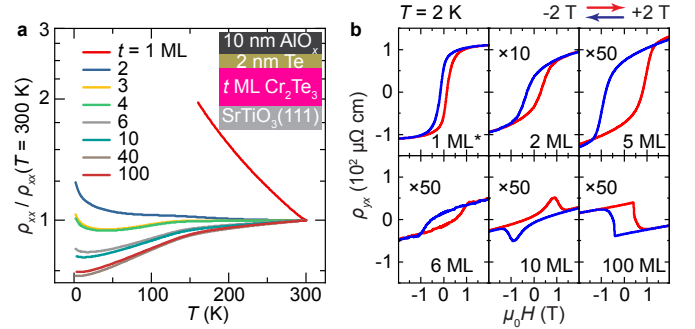 a
t = 1 ML
2
3
4
6
10
40
100
10 nm AlOₓ
2 nm Te
t ML Cr₂Te₃
SrTiO₃(111)
3
2
1
ρxx / ρxx(T = 300 K)
0
100
200
300
T (K)
b
T = 2 K
-2 T
+2 T
×10
×50
1 ML*
2 ML
5 ML
×50
×50
×50
6 ML
10 ML
100 ML
1
0
-1
1
0
-1
ρyx (10² μΩ cm)
-1 0 1
-1 0 1
-1 0 1
μ₀H (T)